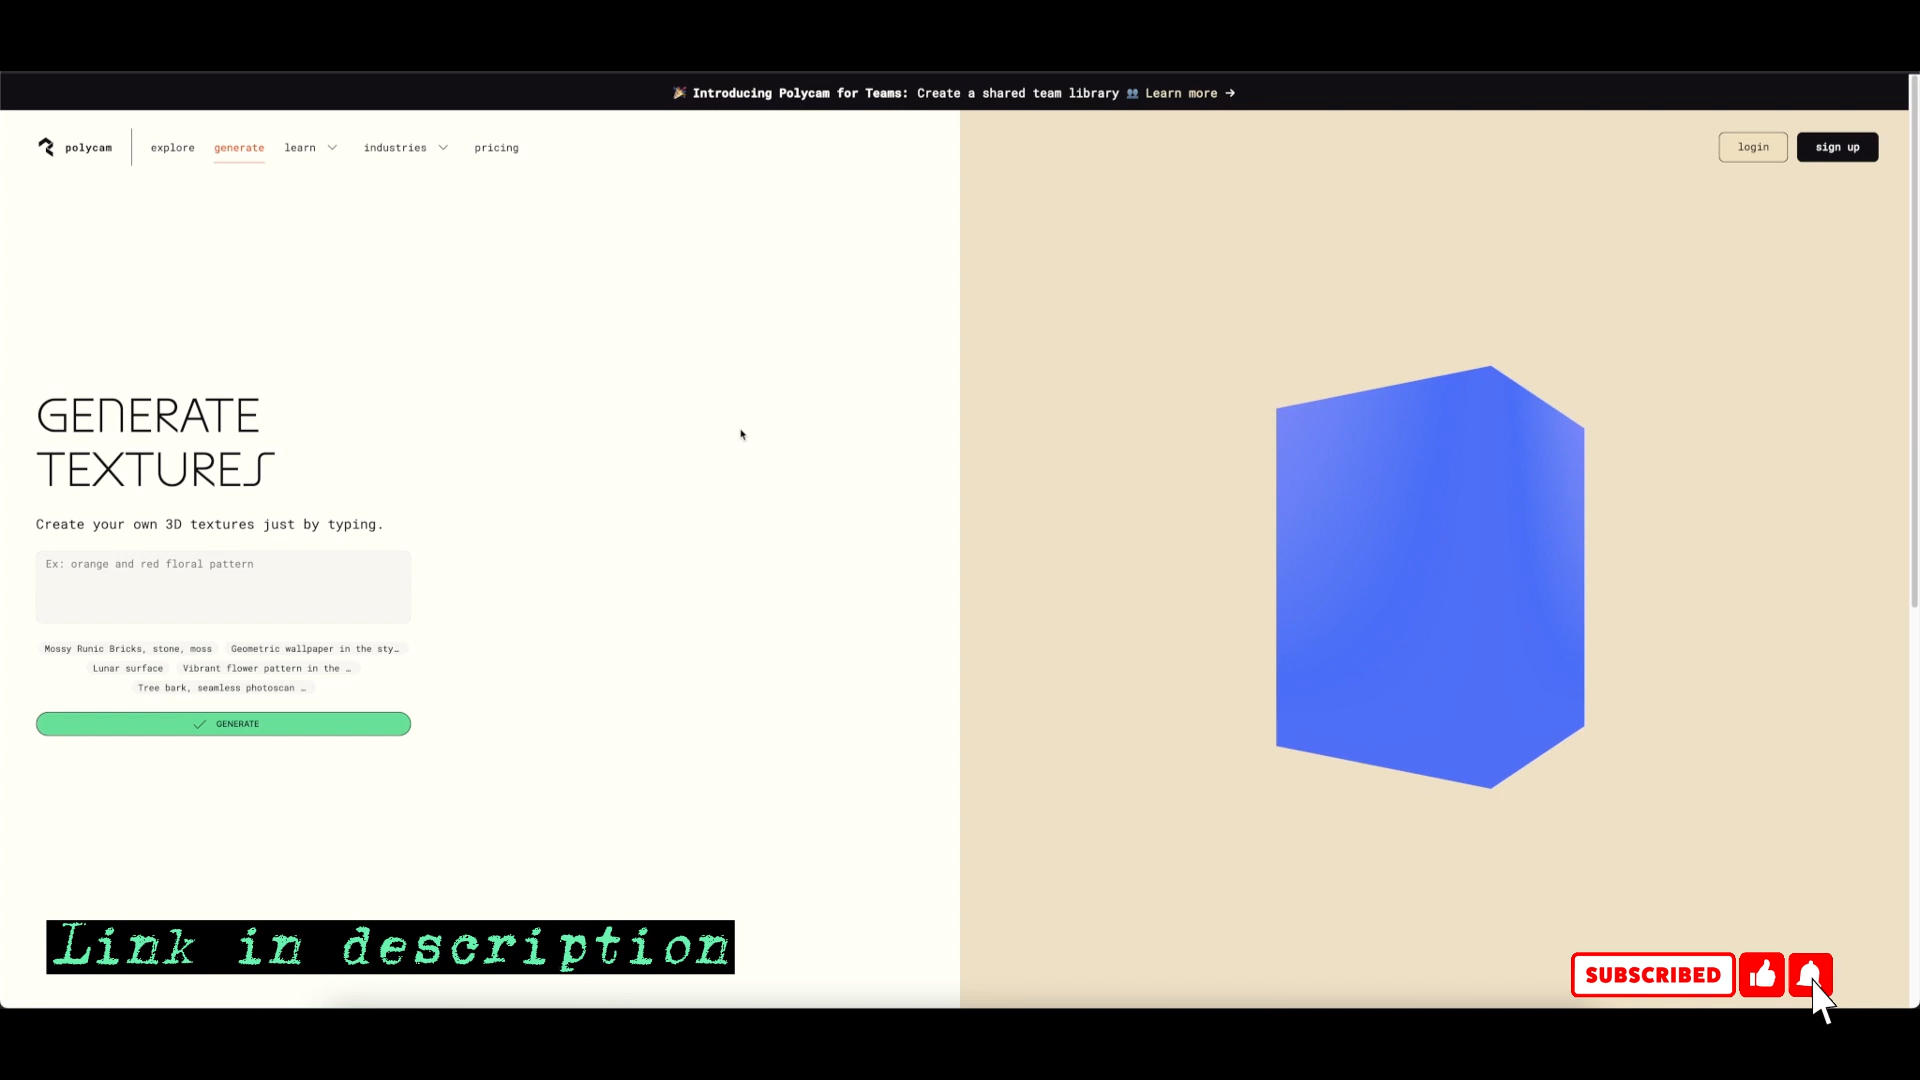 🎉 Introducing Polycam for Teams: Create a shared team library 👥 Learn more →
polycam explore generate learn industries pricing login sign up
GENERATE
TEXTURES
Create your own 3D textures just by typing.
Ex: orange and red floral pattern
Mossy Runic Bricks, stone, moss Geometric wallpaper in the sty…
Lunar surface Vibrant flower pattern in the …
Tree bark, seamless photoscan …
GENERATE
Link in description
SUBSCRIBED